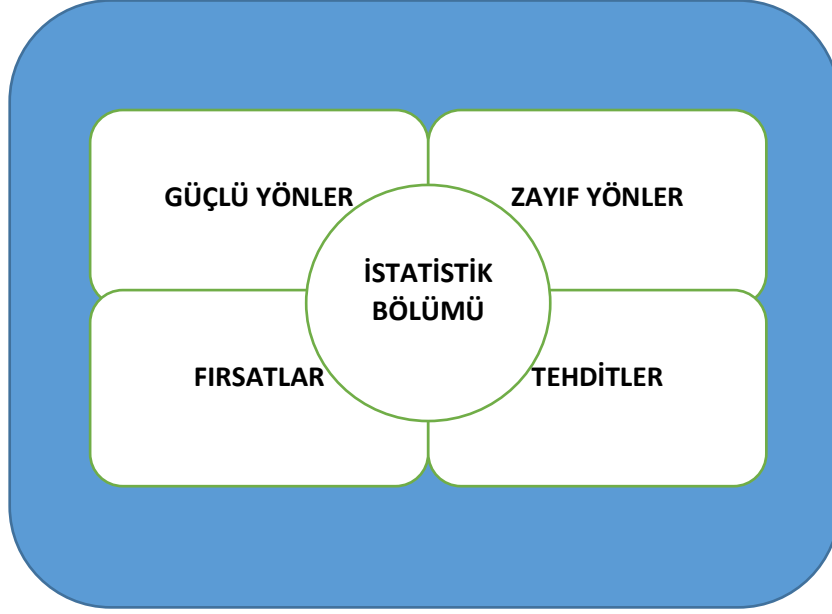 GÜÇLÜ YÖNLER
ZAYIF YÖNLER
İSTATİSTİK
BÖLÜMÜ
FIRSATLAR
TEHDİTLER